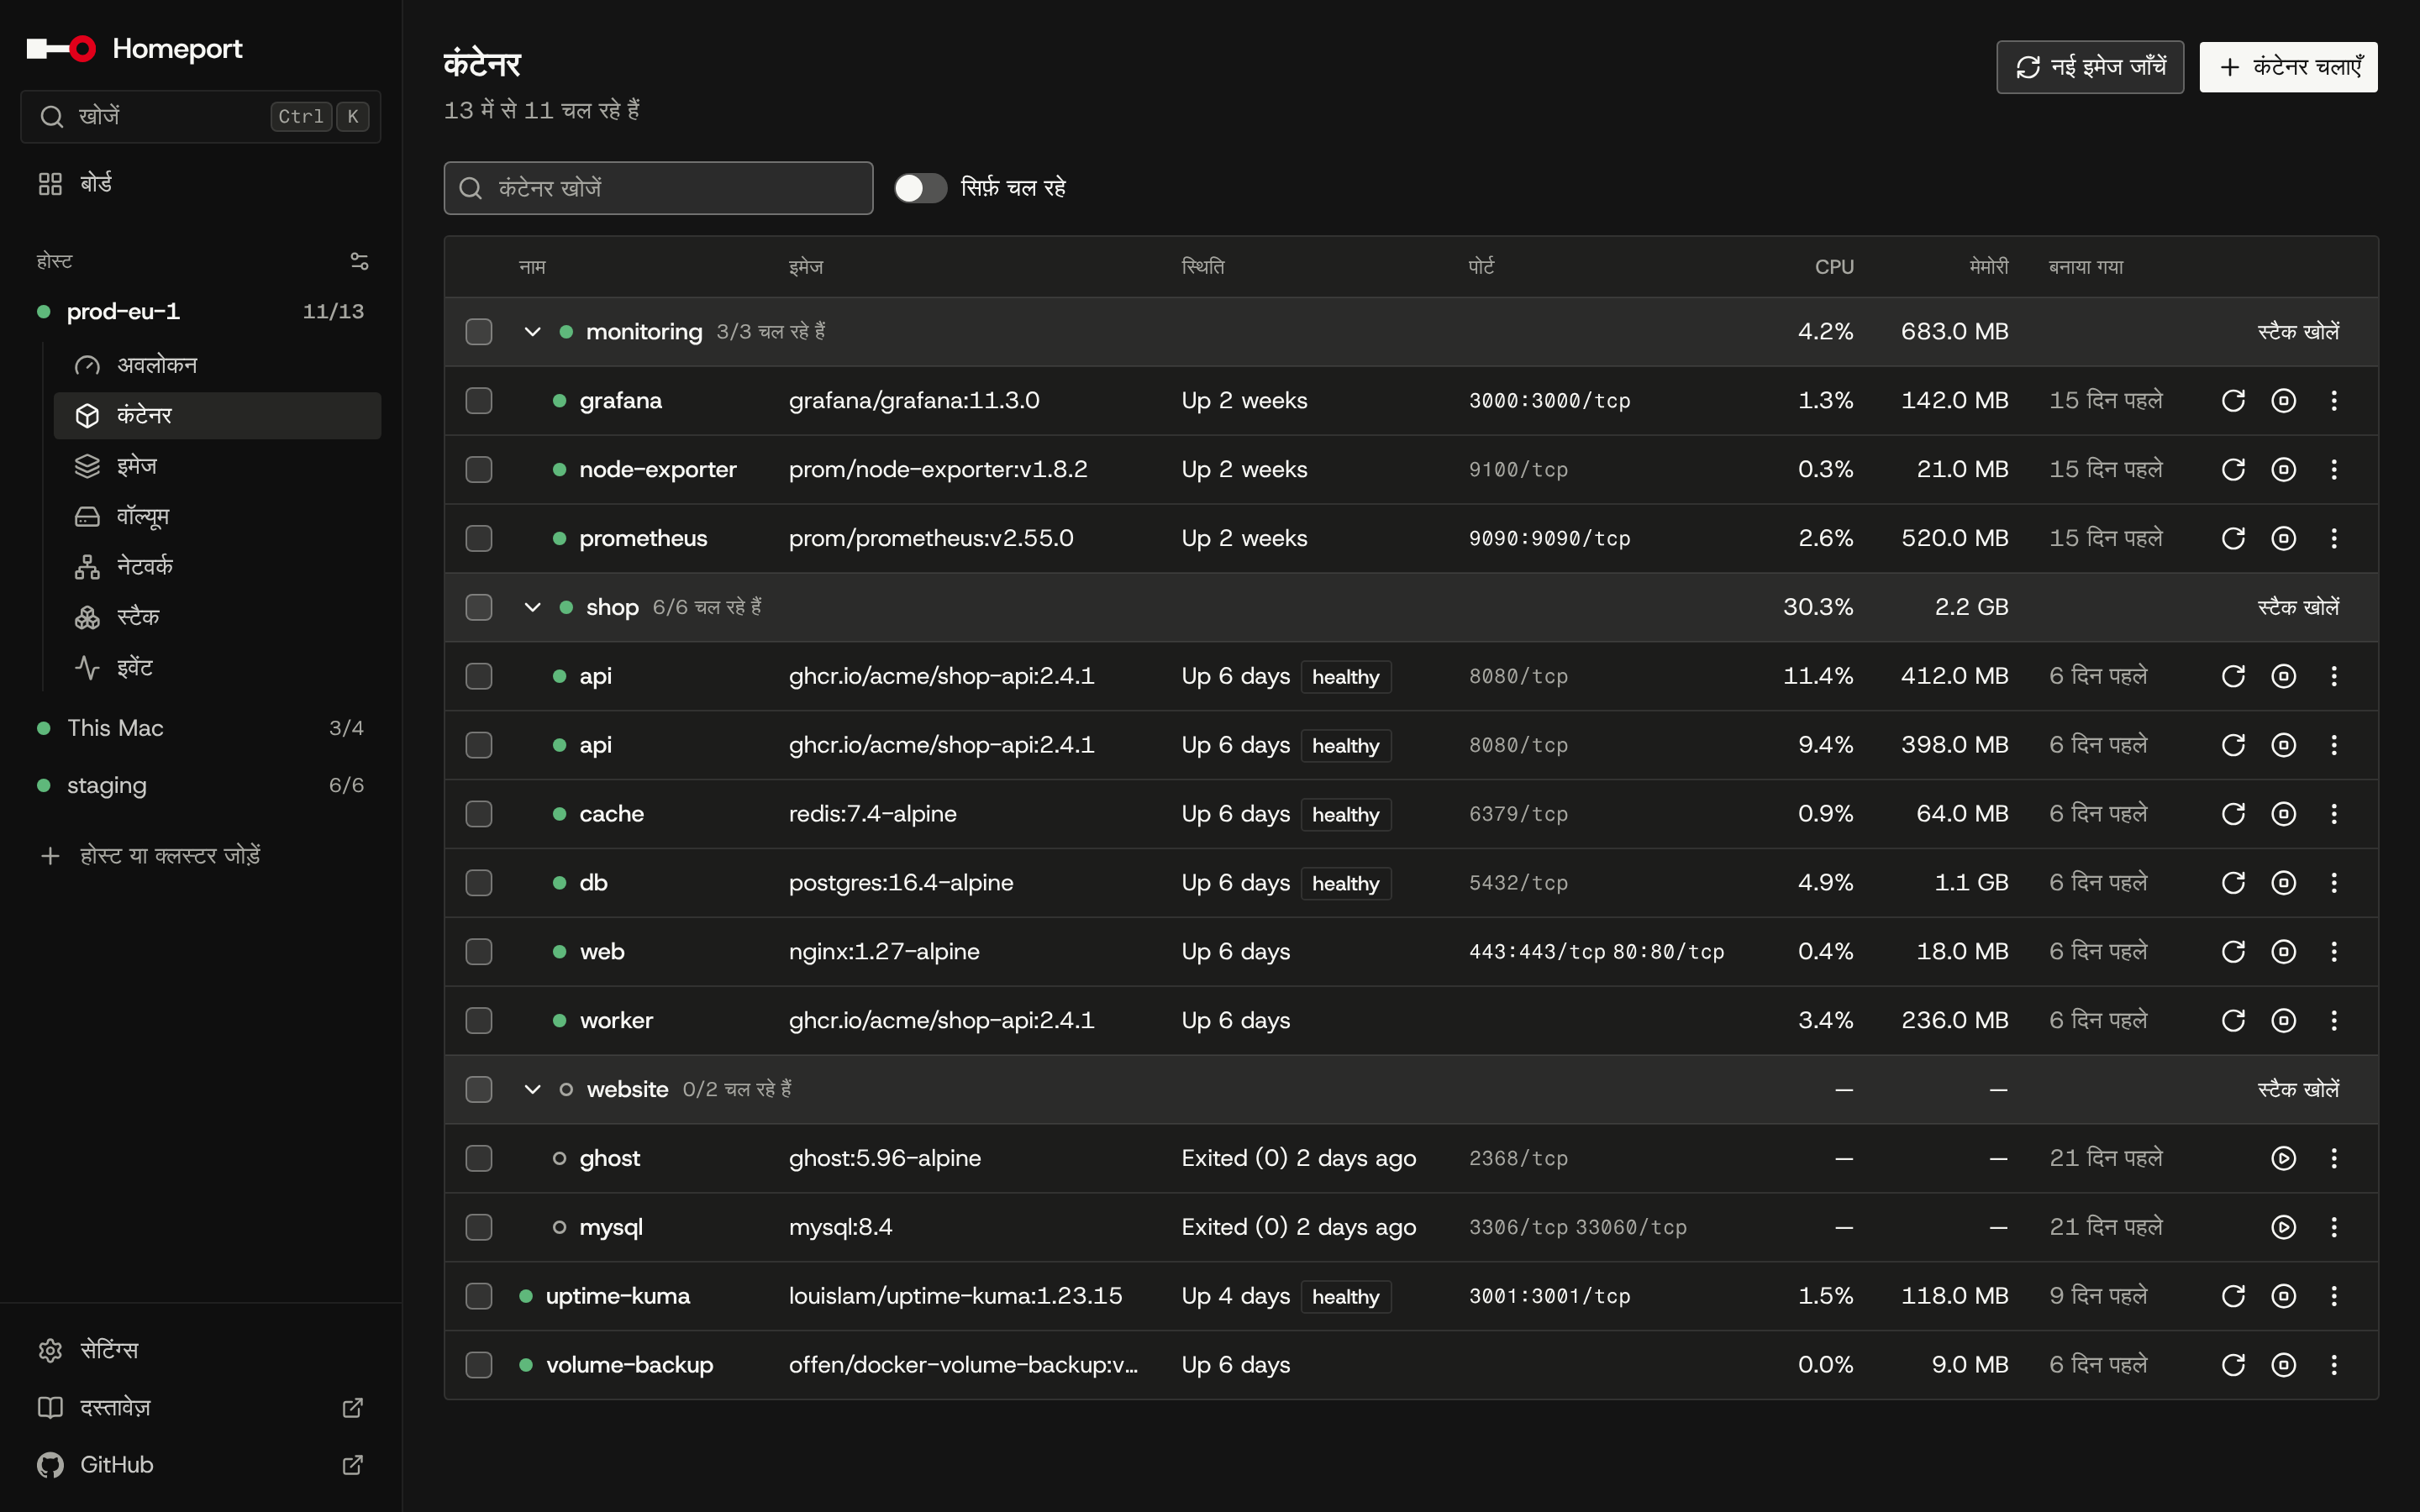 Homeport
खोजें Ctrl K
बोर्ड
होस्ट
prod-eu-1 11/13
अवलोकन
कंटेनर
इमेज
वॉल्यूम
नेटवर्क
स्टैक
इवेंट
This Mac 3/4
staging 6/6
होस्ट या क्लस्टर जोड़ें
सेटिंग्स
दस्तावेज़
GitHub
कंटेनर
13 में से 11 चल रहे हैं
नई इमेज जाँचें
कंटेनर चलाएँ
कंटेनर खोजें
सिर्फ़ चल रहे
नाम इमेज स्थिति पोर्ट CPU मेमोरी बनाया गया
monitoring 3/3 चल रहे हैं 4.2% 683.0 MB स्टैक खोलें
grafana grafana/grafana:11.3.0 Up 2 weeks 3000:3000/tcp 1.3% 142.0 MB 15 दिन पहले
node-exporter prom/node-exporter:v1.8.2 Up 2 weeks 9100/tcp 0.3% 21.0 MB 15 दिन पहले
prometheus prom/prometheus:v2.55.0 Up 2 weeks 9090:9090/tcp 2.6% 520.0 MB 15 दिन पहले
shop 6/6 चल रहे हैं 30.3% 2.2 GB स्टैक खोलें
api ghcr.io/acme/shop-api:2.4.1 Up 6 days healthy 8080/tcp 11.4% 412.0 MB 6 दिन पहले
api ghcr.io/acme/shop-api:2.4.1 Up 6 days healthy 8080/tcp 9.4% 398.0 MB 6 दिन पहले
cache redis:7.4-alpine Up 6 days healthy 6379/tcp 0.9% 64.0 MB 6 दिन पहले
db postgres:16.4-alpine Up 6 days healthy 5432/tcp 4.9% 1.1 GB 6 दिन पहले
web nginx:1.27-alpine Up 6 days 443:443/tcp 80:80/tcp 0.4% 18.0 MB 6 दिन पहले
worker ghcr.io/acme/shop-api:2.4.1 Up 6 days 3.4% 236.0 MB 6 दिन पहले
website 0/2 चल रहे हैं — — स्टैक खोलें
ghost ghost:5.96-alpine Exited (0) 2 days ago 2368/tcp — — 21 दिन पहले
mysql mysql:8.4 Exited (0) 2 days ago 3306/tcp 33060/tcp — — 21 दिन पहले
uptime-kuma louislam/uptime-kuma:1.23.15 Up 4 days healthy 3001:3001/tcp 1.5% 118.0 MB 9 दिन पहले
volume-backup offen/docker-volume-backup:v... Up 6 days 0.0% 9.0 MB 6 दिन पहले